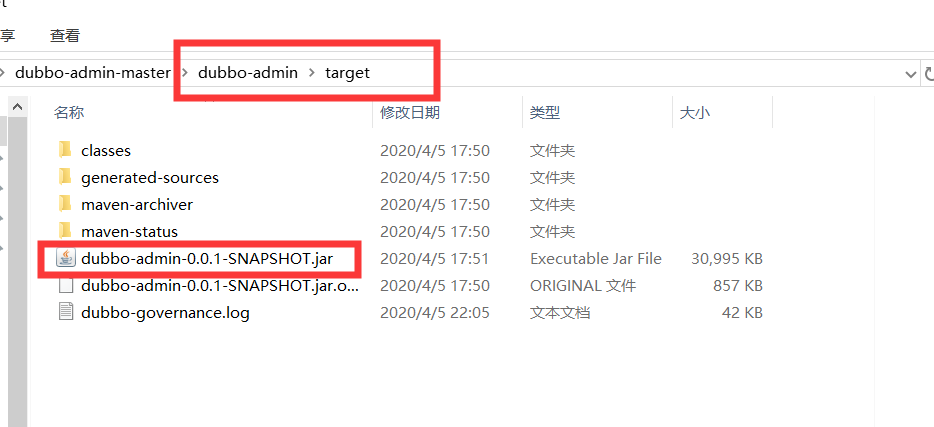 享 查看
dubbo-admin-master > dubbo-admin > target
名称 修改日期 类型 大小
classes 2020/4/5 17:50 文件夹
generated-sources 2020/4/5 17:50 文件夹
maven-archiver 2020/4/5 17:50 文件夹
maven-status 2020/4/5 17:50 文件夹
dubbo-admin-0.0.1-SNAPSHOT.jar 2020/4/5 17:51 Executable Jar File 30,995 KB
dubbo-admin-0.0.1-SNAPSHOT.jar.o... 2020/4/5 17:50 ORIGINAL 文件 857 KB
dubbo-governance.log 2020/4/5 22:05 文本文档 42 KB